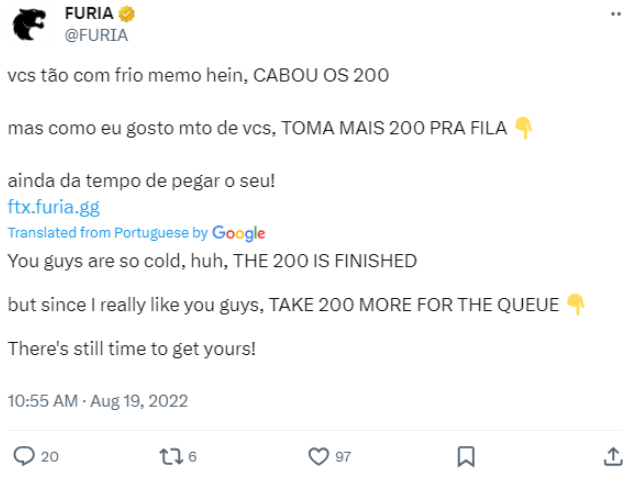 FURIA
@FURIA
vcs tão com frio memo hein, CABOU OS 200
mas como eu gosto mto de vcs, TOMA MAIS 200 PRA FILA 👇
ainda da tempo de pegar o seu!
ftx.furia.gg
Translated from Portuguese by Google
You guys are so cold, huh, THE 200 IS FINISHED
but since I really like you guys, TAKE 200 MORE FOR THE QUEUE 👇
There's still time to get yours!
10:55 AM · Aug 19, 2022
20 6 97